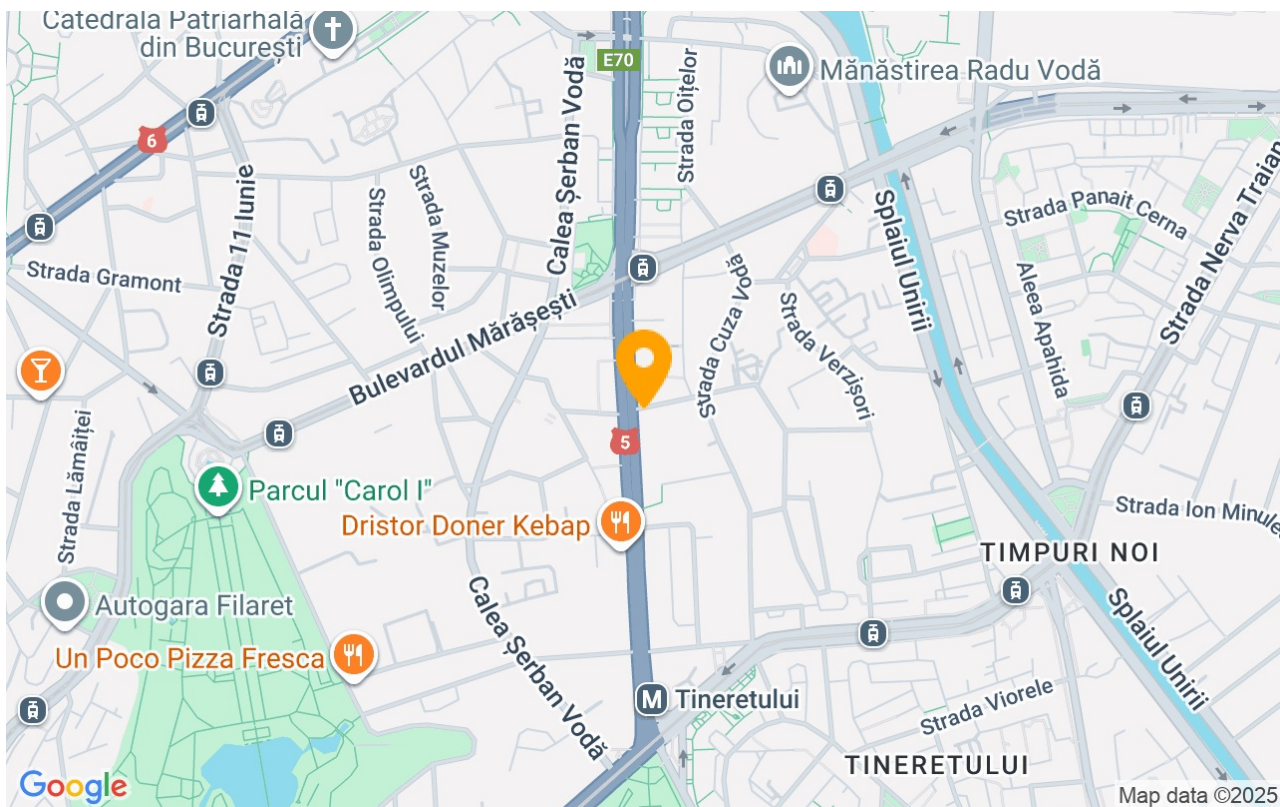 Catedrala Patriarhală
din București
E70
Calea Șerban Vodă
Strada Oițelor
Mănăstirea Radu Vodă
6
Strada 11 Iunie
Strada Muzelor
Strada Olimpului
Strada Gramont
Bulevardul Mărășești
Strada Cuza Vodă
Strada Verzișori
Splaiul Unirii
Strada Panait Cerna
Aleea Apahida
Strada Nerva Traian
5
Strada Lămâiței
Parcul "Carol I"
Dristor Doner Kebap
Strada Ion Minule
TIMPURI NOI
Autogara Filaret
Calea Șerban Vodă
Un Poco Pizza Fresca
Splaiul Unirii
M
Tineretului
Strada Viorele
TINERETULUI
Google
Map data ©2025